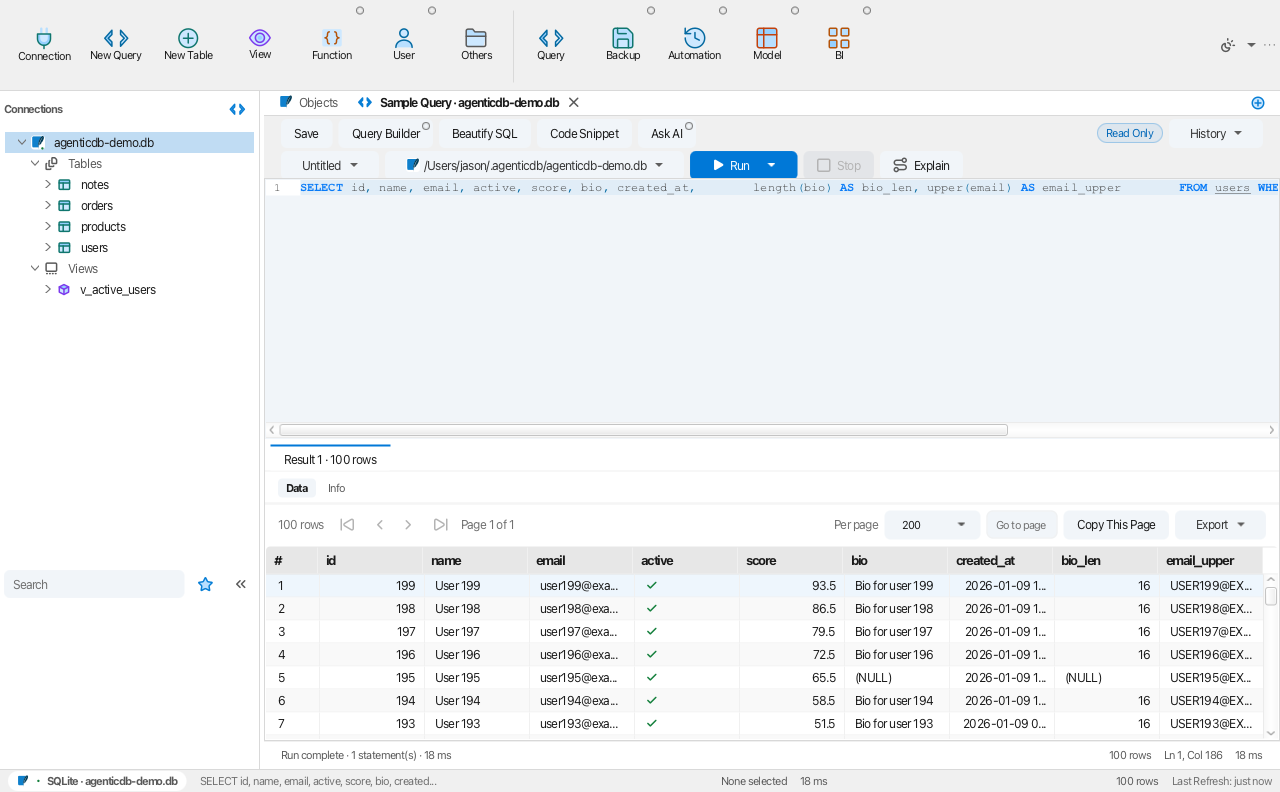 Connection New Query New Table View Function User Others Query Backup Automation Model BI
Connections
agenticdb-demo.db
Tables
notes
orders
products
users
Views
v_active_users
Search
Objects Sample Query · agenticdb-demo.db
Save Query Builder Beautify SQL Code Snippet Ask AI Read Only History
Untitled /Users/jason/.agenticdb/agenticdb-demo.db Run Stop Explain
1 SELECT id, name, email, active, score, bio, created_at, length(bio) AS bio_len, upper(email) AS email_upper FROM users WHE
Result 1 · 100 rows
Data Info
100 rows Page 1 of 1 Per page 200 Go to page Copy This Page Export
# id name email active score bio created_at bio_len email_upper
1 199 User 199 user199@exa... 93.5 Bio for user 199 2026-01-09 1... 16 USER199@EX...
2 198 User 198 user198@exa... 86.5 Bio for user 198 2026-01-09 1... 16 USER198@EX...
3 197 User 197 user197@exa... 79.5 Bio for user 197 2026-01-09 1... 16 USER197@EX...
4 196 User 196 user196@exa... 72.5 Bio for user 196 2026-01-09 1... 16 USER196@EX...
5 195 User 195 user195@exa... 65.5 (NULL) 2026-01-09 1... (NULL) USER195@EX...
6 194 User 194 user194@exa... 58.5 Bio for user 194 2026-01-09 1... 16 USER194@EX...
7 193 User 193 user193@exa... 51.5 Bio for user 193 2026-01-09 0... 16 USER193@EX...
Run complete · 1 statement(s) · 18 ms 100 rows Ln 1, Col 186 18 ms
SQLite · agenticdb-demo.db SELECT id, name, email, active, score, bio, created... None selected 18 ms 100 rows Last Refresh: just now